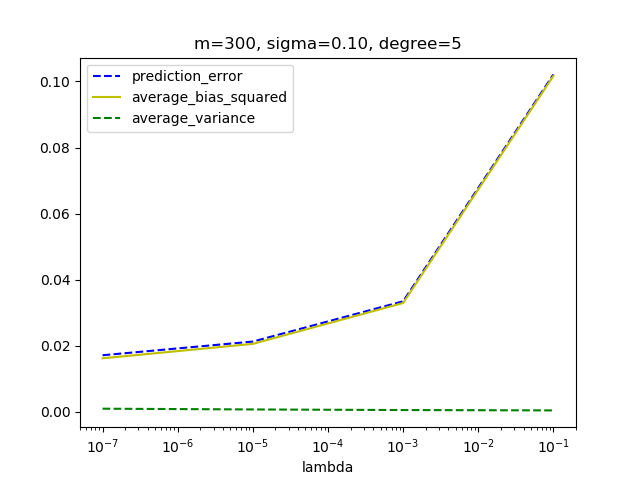 m=300, sigma=0.10, degree=5
prediction_error
average_bias_squared
average_variance
0.10
0.08
0.06
0.04
0.02
0.00
10⁻⁷ 10⁻⁶ 10⁻⁵ 10⁻⁴ 10⁻³ 10⁻² 10⁻¹
lambda